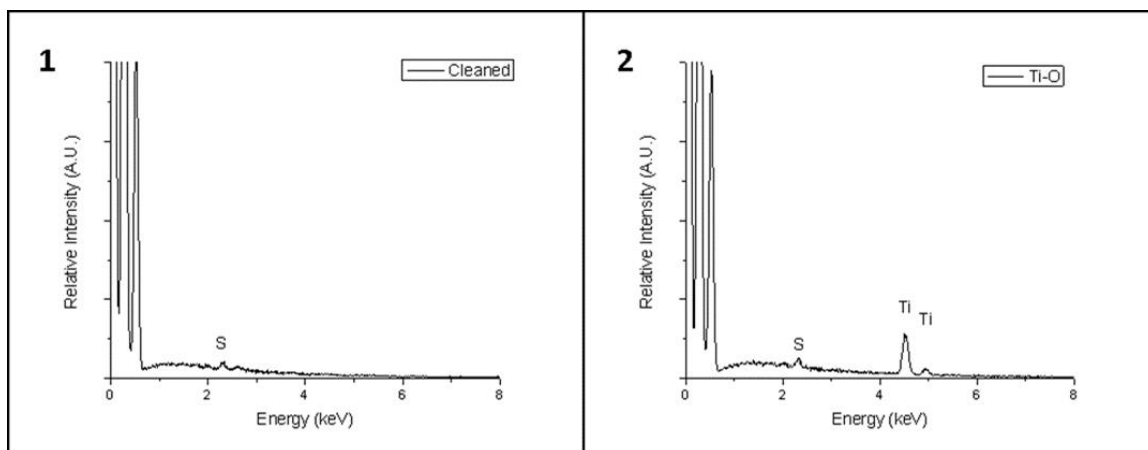 1
Cleaned
Relative Intensity (A.U.)
S
0 2 4 6 8
Energy (keV)
2
Ti-O
Relative Intensity (A.U.)
Ti
Ti
S
0 2 4 6 8
Energy (keV)